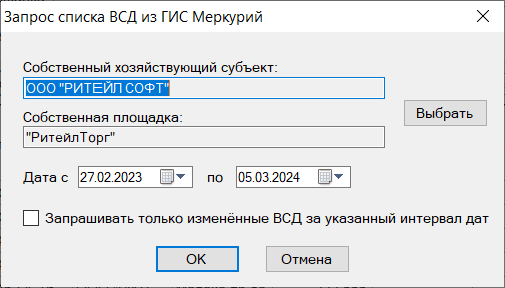 Запрос списка ВСД из ГИС Меркурий
Собственный хозяйствующий субъект:
ООО "РИТЕЙЛ СОФТ"
Выбрать
Собственная площадка:
"РитейлТорг"
Дата с 27.02.2023 по 05.03.2024
Запрашивать только изменённые ВСД за указанный интервал дат
OK Отмена